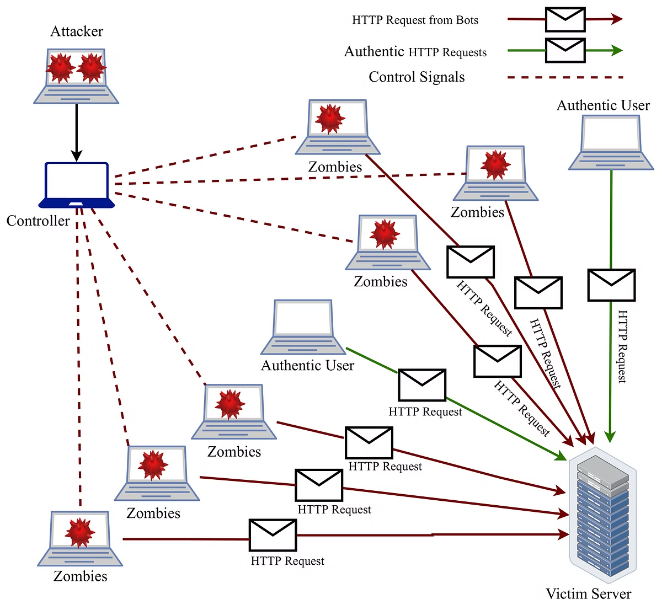 Attacker
HTTP Request from Bots
Authentic HTTP Requests
Control Signals
Authentic User
Zombies
Zombies
Controller
Zombies
HTTP Request
HTTP Request
HTTP Request
Authentic User
HTTP Request
HTTP Request
Zombies
HTTP Request
Zombies
HTTP Request
Zombies
HTTP Request
Victim Server